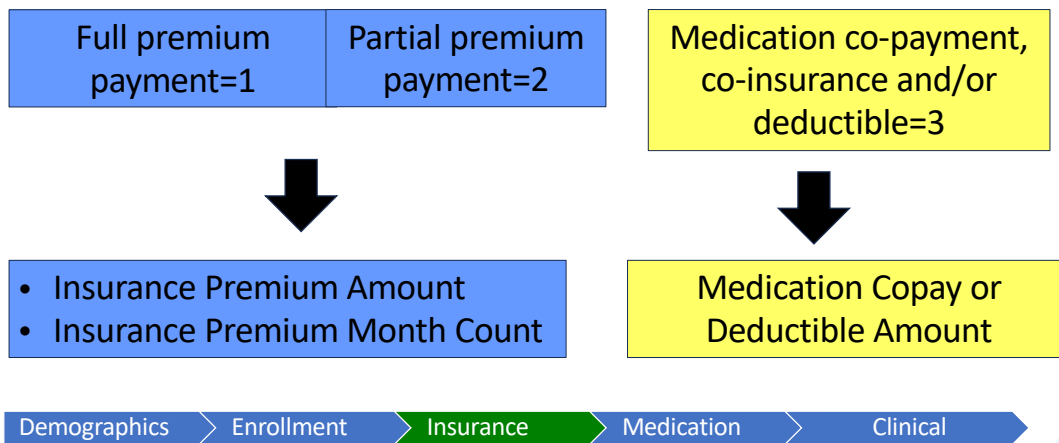 Full premium
payment=1
Partial premium
payment=2
Medication co-payment,
co-insurance and/or
deductible=3
• Insurance Premium Amount
• Insurance Premium Month Count
Medication Copay or
Deductible Amount
Demographics
Enrollment
Insurance
Medication
Clinical